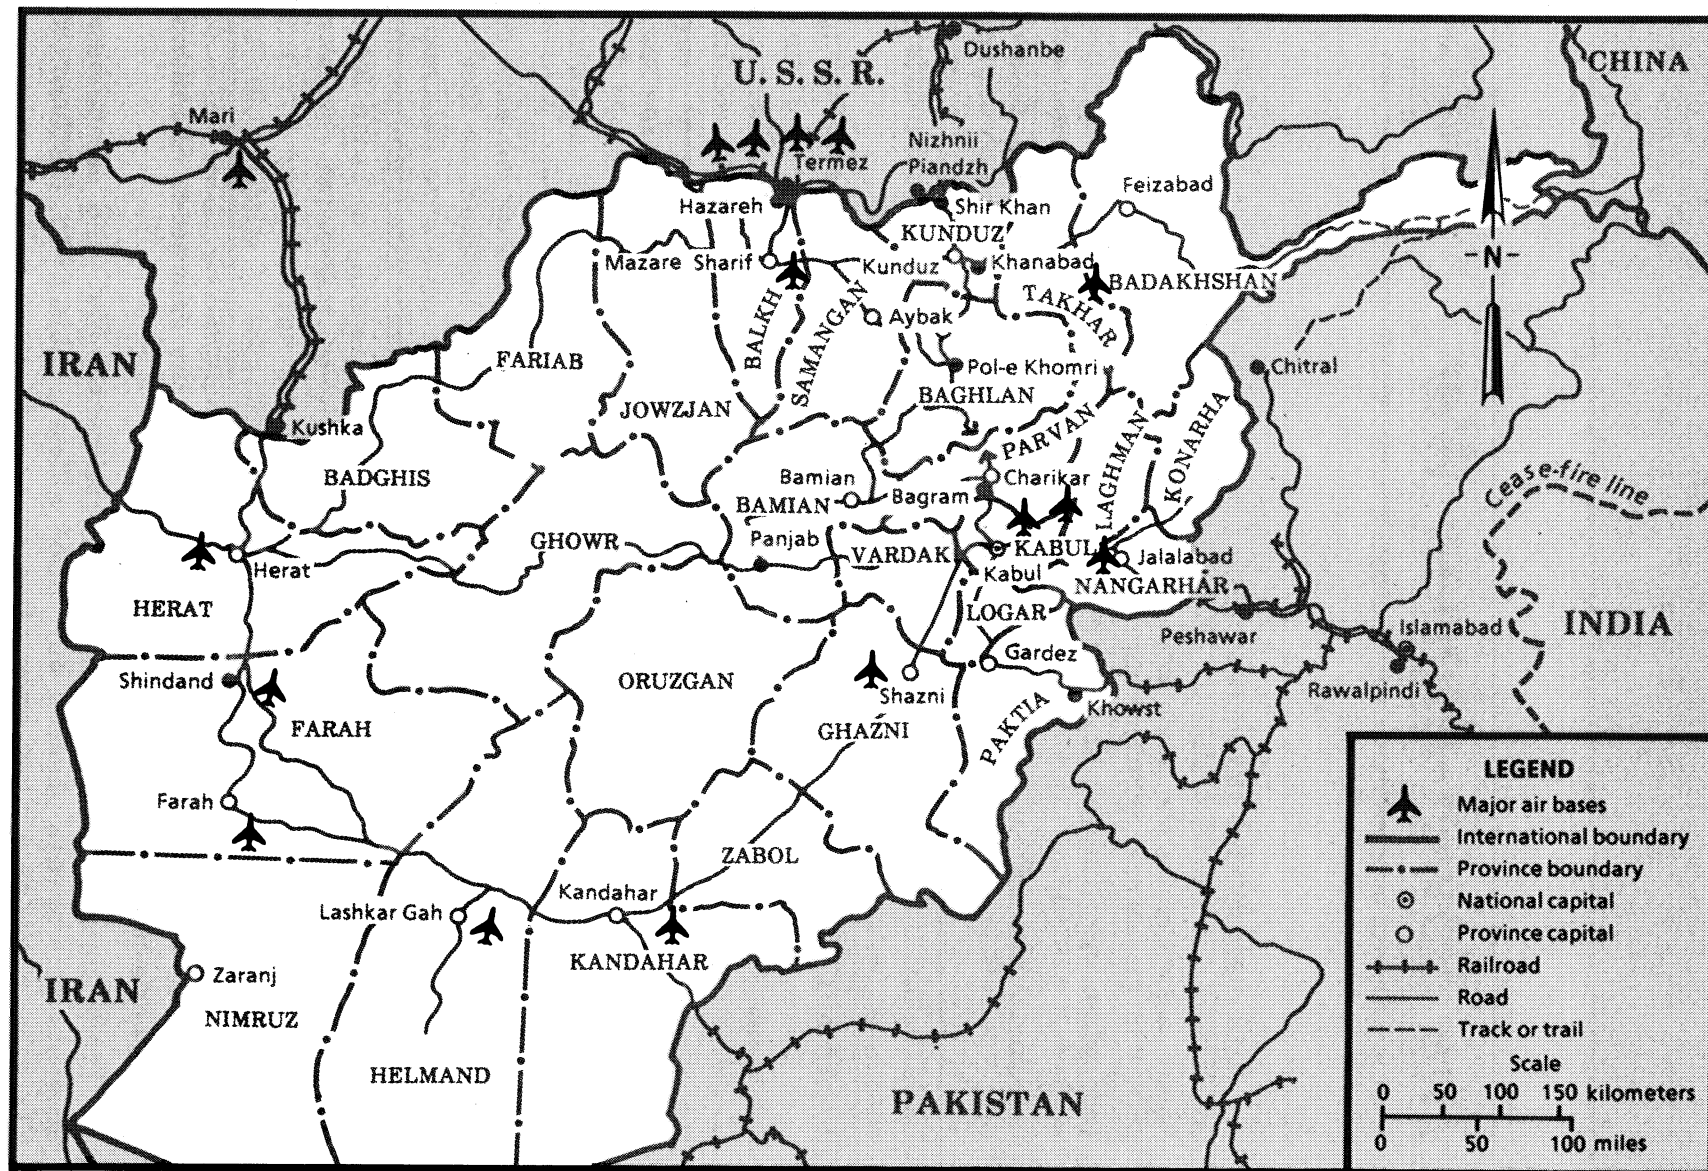 Dushanbe
U. S. S. R.
CHINA
Mari
Nizhnii
Piandzh
Termez
Feizabad
Hazareh
Shir Khan
KUNDUZ
Mazare Sharif
Kunduz
Khanabad
N
BADAKHSHAN
TAKHAR
BALKH
SAMANGAN
Aybak
IRAN
FARIAB
Pol-e Khomri
Chitral
BAGHLAN
JOWZJAN
Kushka
PARVAN
LAGHMAN
KONARHA
BADGHIS
Bamian
Charikar
BAMIAN
Bagram
Cease-fire line
GHOWR
Panjab
VARDAK
KABUL
Jalalabad
Herat
Kabul
NANGARHAR
HERAT
LOGAR
INDIA
Peshawar
Islamabad
Gardez
Shindand
ORUZGAN
Shazni
Rawalpindi
Khowst
PAKTIA
FARAH
GHAZNI
Farah
ZABOL
Kandahar
Lashkar Gah
KANDAHAR
Zaranj
IRAN
NIMRUZ
HELMAND
PAKISTAN
LEGEND
Major air bases
International boundary
Province boundary
National capital
Province capital
Railroad
Road
Track or trail
Scale
0 50 100 150 kilometers
0 50 100 miles